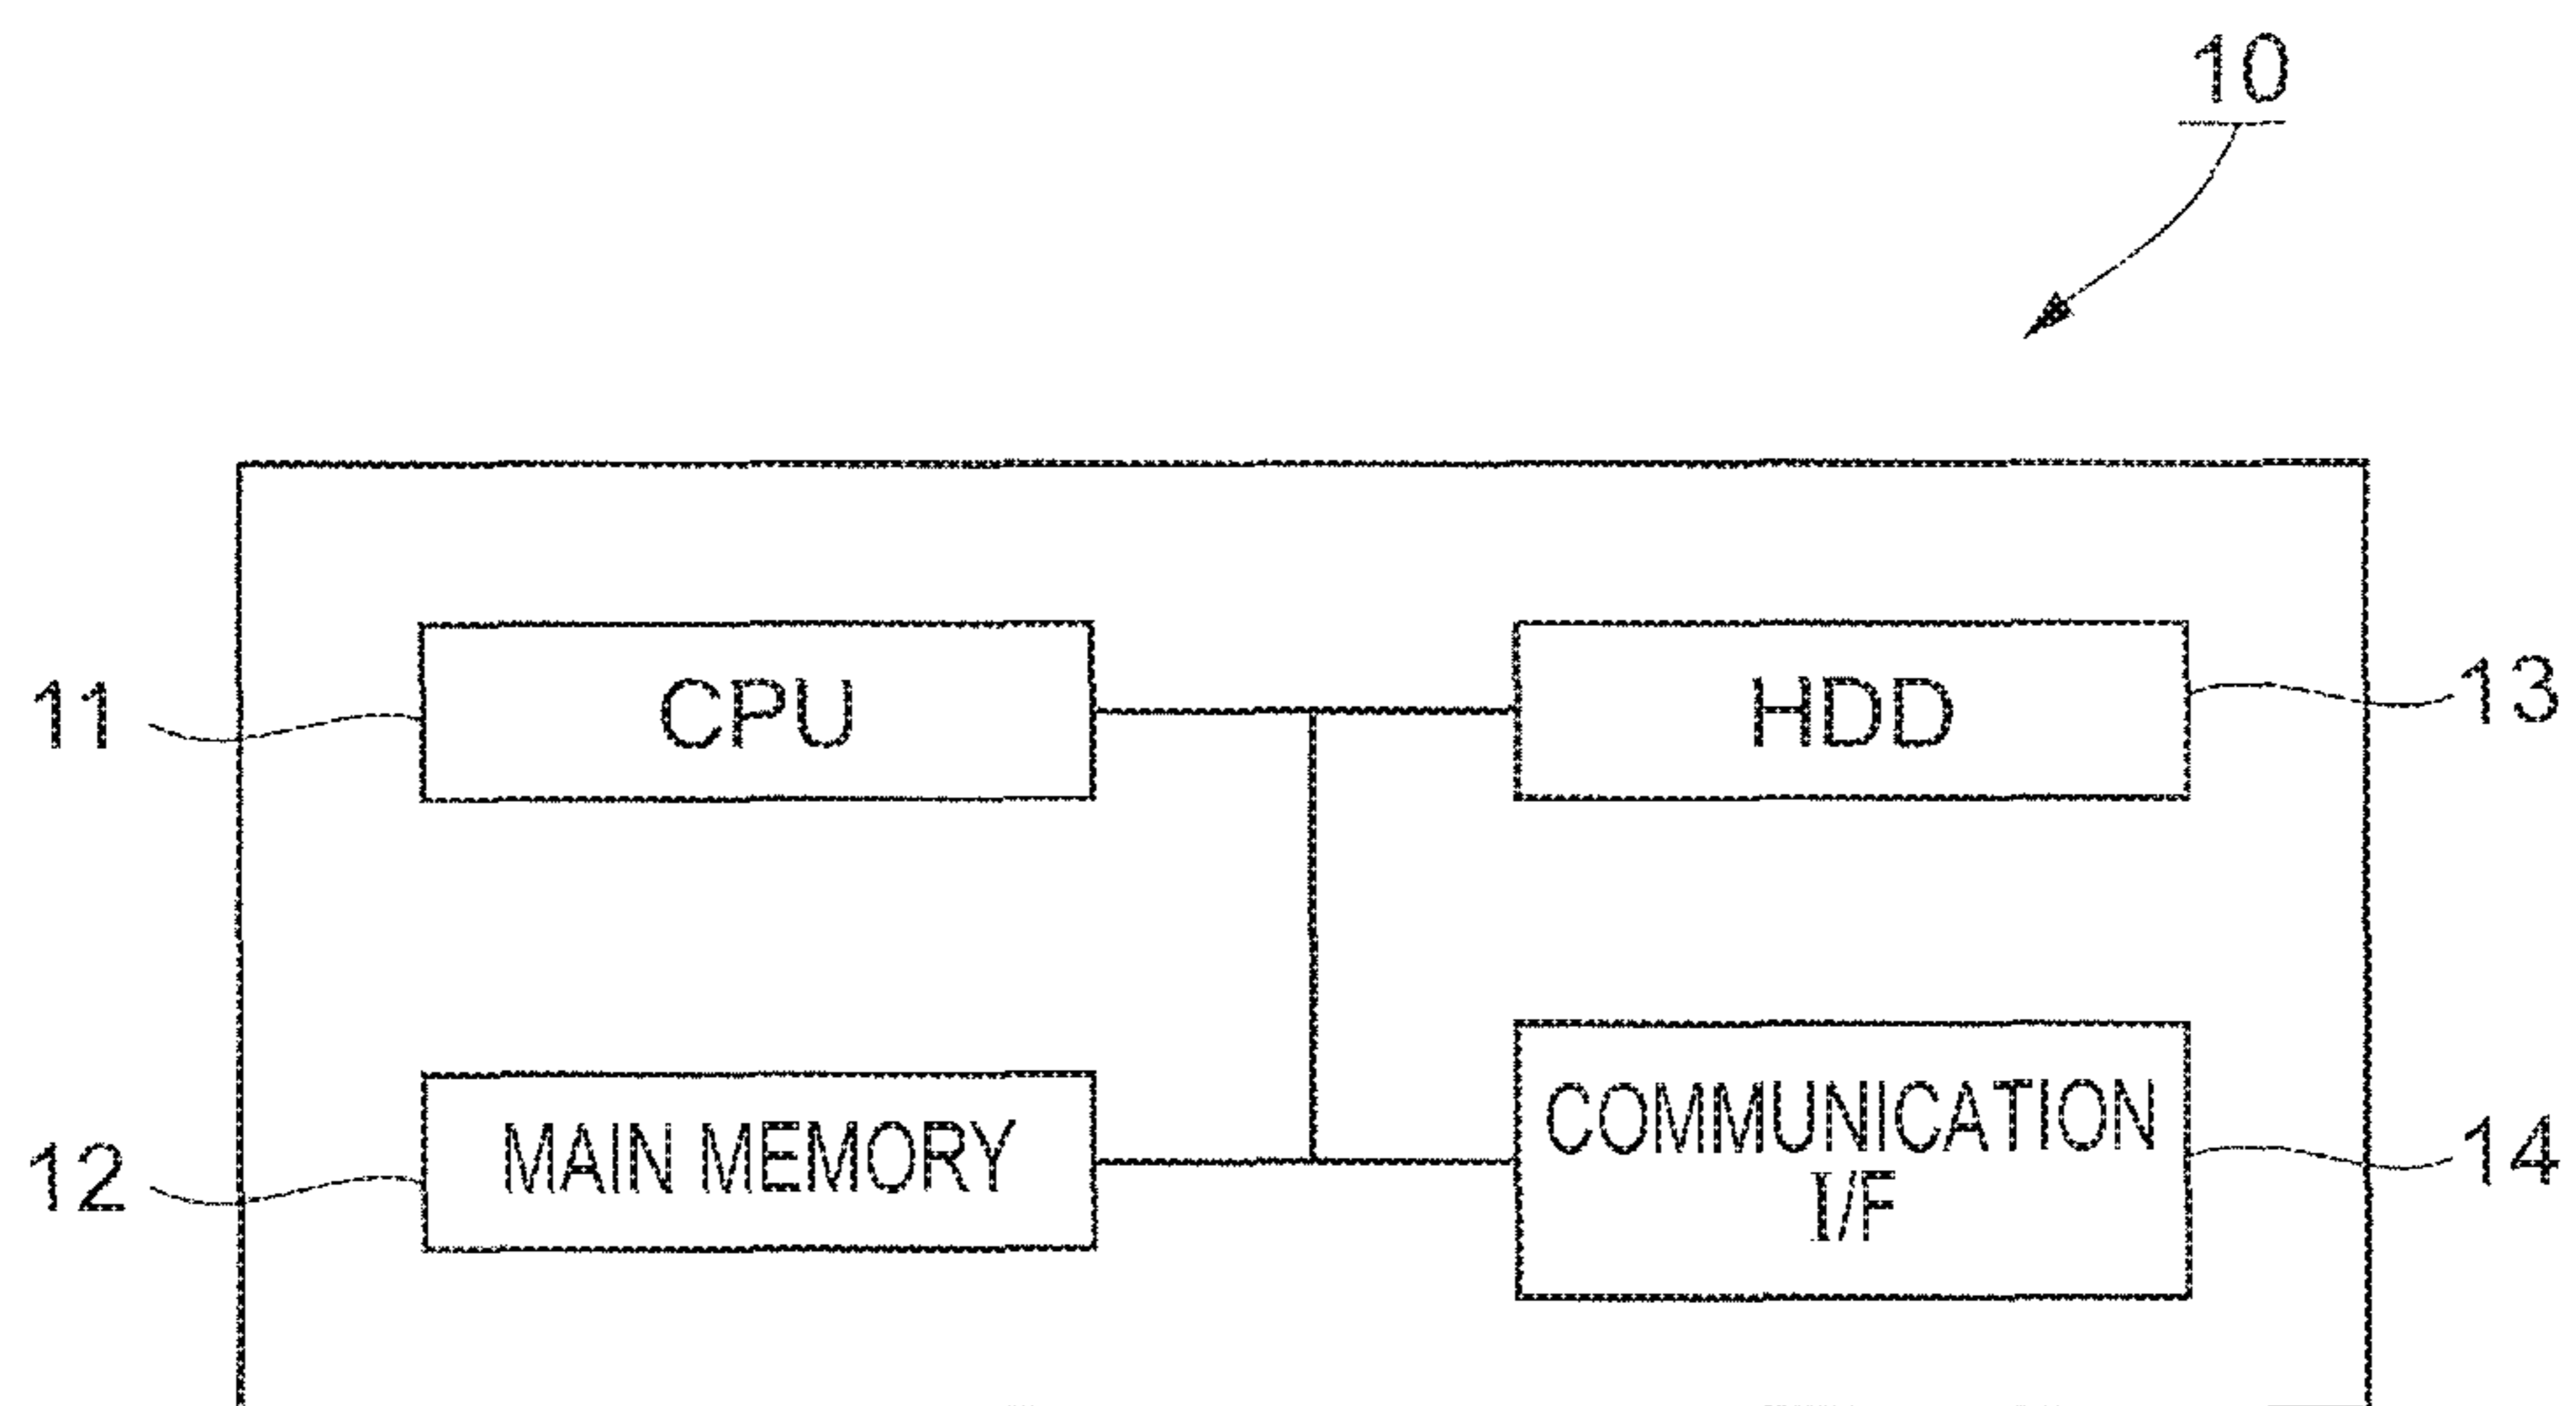 10
11
CPU
HDD
13
12
MAIN MEMORY
COMMUNICATION
I/F
14